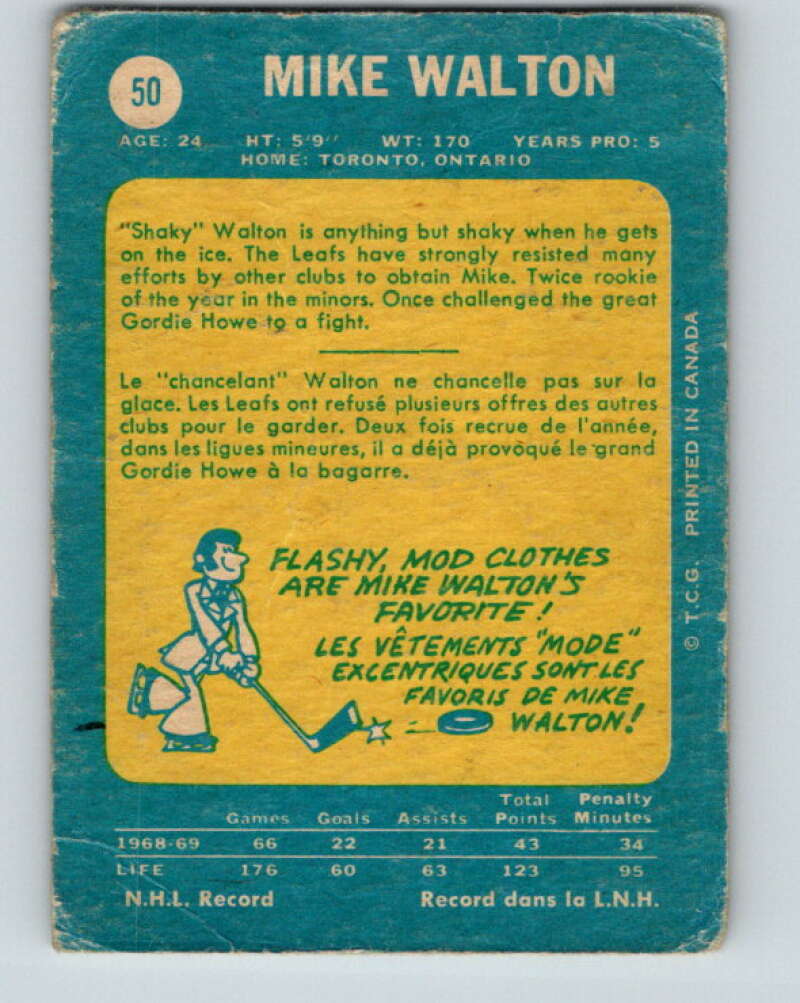 50
MIKE WALTON
AGE: 24 HT: 5'9'' WT: 170 YEARS PRO: 5
HOME: TORONTO, ONTARIO
"Shaky" Walton is anything but shaky when he gets
on the ice. The Leafs have strongly resisted many
efforts by other clubs to obtain Mike. Twice rookie
of the year in the minors. Once challenged the great
Gordie Howe to a fight.
Le "chancelant" Walton ne chancelle pas sur la
glace. Les Leafs ont refusé plusieurs offres des autres
clubs pour le garder. Deux fois recrue de l'année,
dans les ligues mineures, il a déjà provoqué le grand
Gordie Howe à la bagarre.
FLASHY, MOD CLOTHES
ARE MIKE WALTON'S
FAVORITE!
LES VÊTEMENTS "MODE"
EXCENTRIQUES SONT LES
FAVORIS DE MIKE
WALTON!
© T.C.G. PRINTED IN CANADA
Total Penalty
Games Goals Assists Points Minutes
1968-69 66 22 21 43 34
LIFE 176 60 63 123 95
N.H.L. Record Record dans la L.N.H.